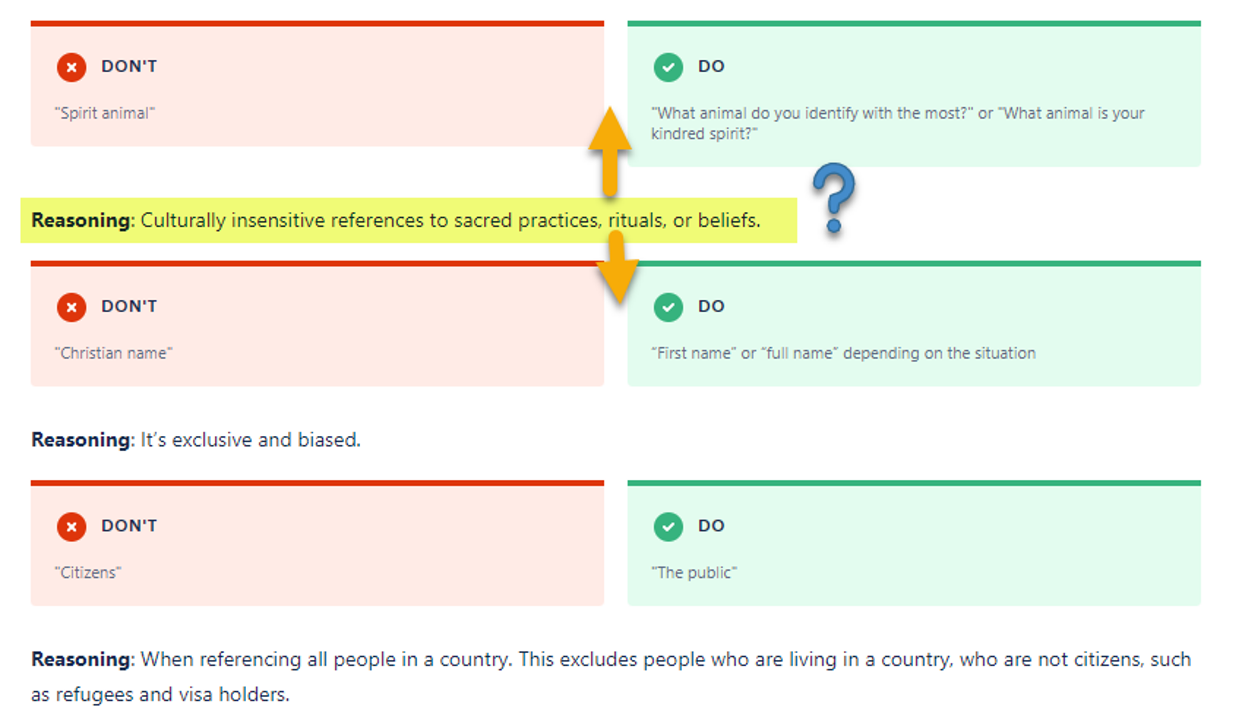 DON'T
DO
"Spirit animal"
"What animal do you identify with the most?" or "What animal is your
kindred spirit?"
?
Reasoning: Culturally insensitive references to sacred practices, rituals, or beliefs.
DON'T
DO
"Christian name"
“First name” or “full name” depending on the situation
Reasoning: It’s exclusive and biased.
DON'T
DO
"Citizens"
"The public"
Reasoning: When referencing all people in a country. This excludes people who are living in a country, who are not citizens, such
as refugees and visa holders.